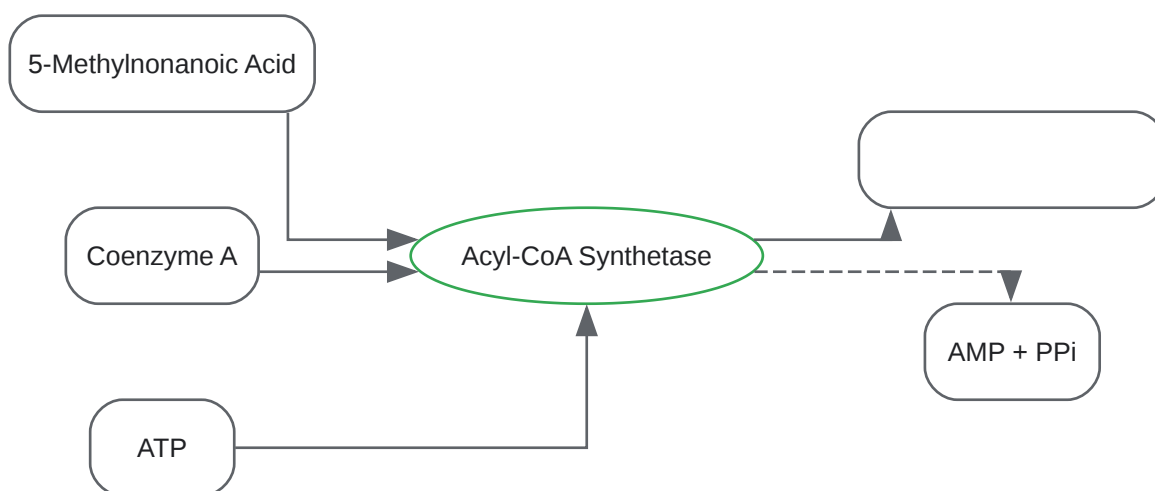 5-Methylnonanoic Acid
Coenzyme A
Acyl-CoA Synthetase
AMP + PPi
ATP